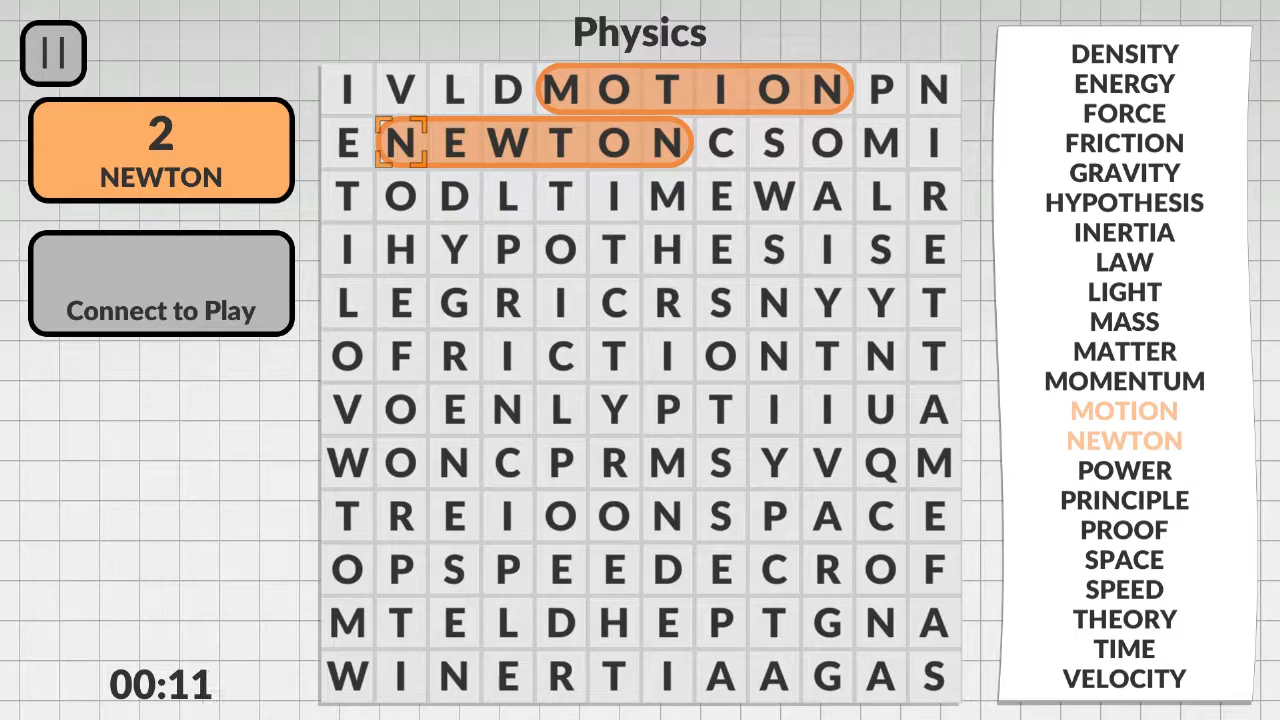 Physics
2
NEWTON
Connect to Play
00:11
I V L D M O T I O N P N
E N E W T O N C S O M I
T O D L T I M E W A L R
I H Y P O T H E S I S E
L E G R I C R S N Y Y T
O F R I C T I O N T N T
V O E N L Y P T I I U A
W O N C P R M S Y V Q M
T R E I O O N S P A C E
O P S P E E D E C R O F
M T E L D H E P T G N A
W I N E R T I A A G A S
DENSITY
ENERGY
FORCE
FRICTION
GRAVITY
HYPOTHESIS
INERTIA
LAW
LIGHT
MASS
MATTER
MOMENTUM
MOTION
NEWTON
POWER
PRINCIPLE
PROOF
SPACE
SPEED
THEORY
TIME
VELOCITY